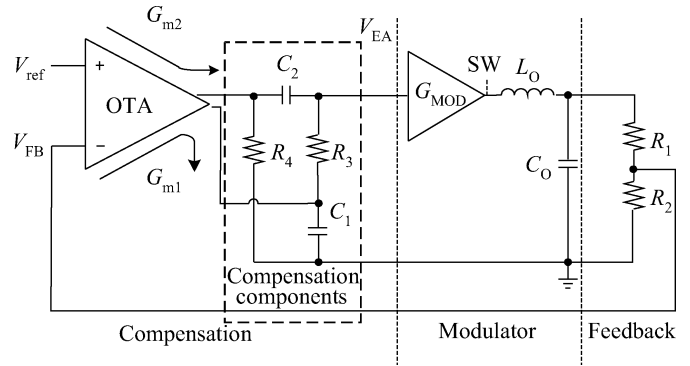 G_m2
V_EA
V_ref
+
OTA
C_2
SW
L_O
G_MOD
V_FB
−
R_4
R_3
R_1
G_m1
C_1
C_O
R_2
Compensation
components
Compensation
Modulator
Feedback